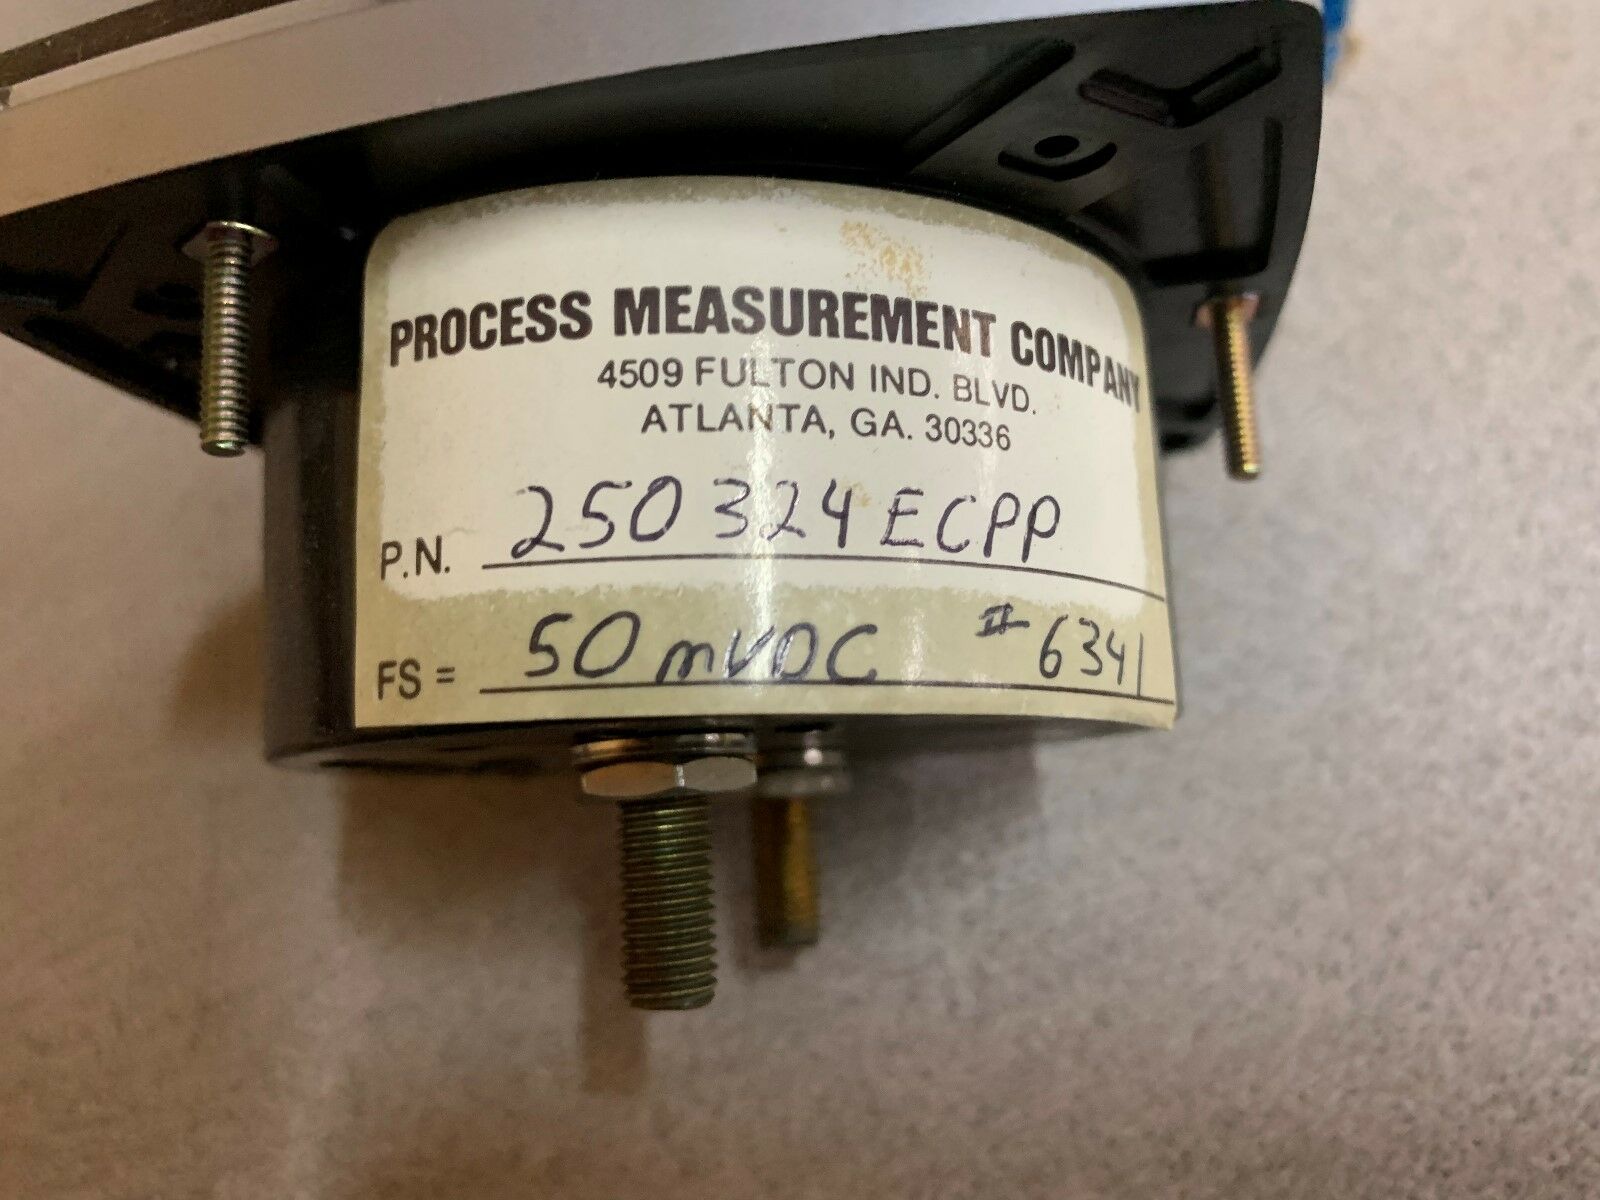 PROCESS MEASUREMENT COMPANY
4509 FULTON IND. BLVD.
ATLANTA, GA. 30336
P.N. 250324ECPP
FS = 50mVDC #6341